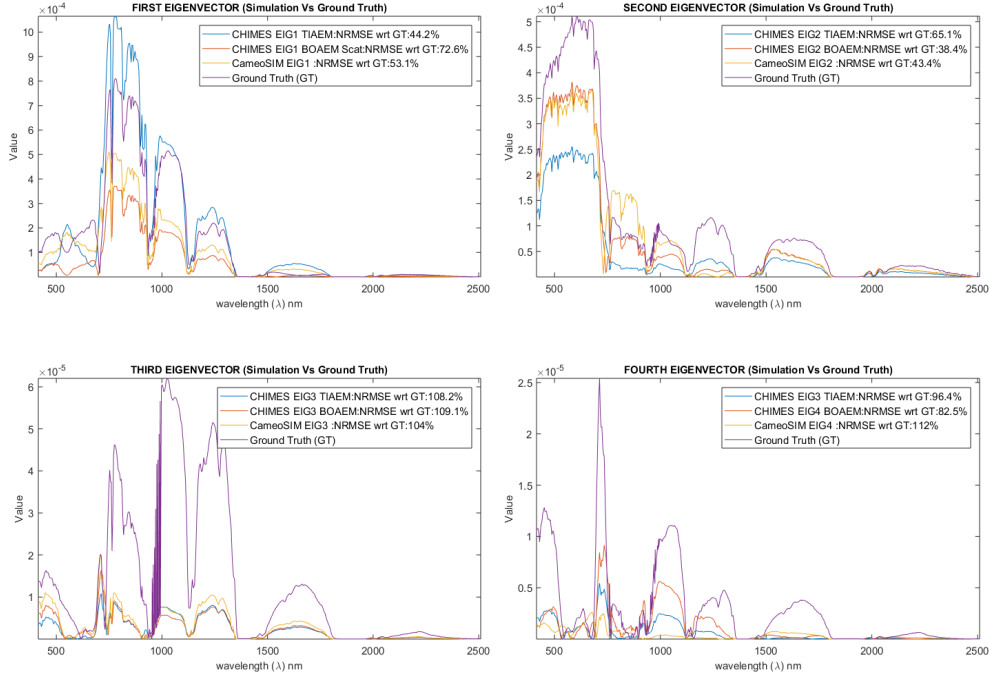 FIRST EIGENVECTOR (Simulation Vs Ground Truth)
×10⁻⁴
10
9
8
7
6
5
4
3
2
1
Value
500
1000
1500
2000
2500
wavelength (λ) nm
CHIMES EIG1 TIAEM:NRMSE wrt GT:44.2%
CHIMES EIG1 BOAEM Scat:NRMSE wrt GT:72.6%
CameoSIM EIG1 :NRMSE wrt GT:53.1%
Ground Truth (GT)
SECOND EIGENVECTOR (Simulation Vs Ground Truth)
×10⁻⁴
5
4.5
4
3.5
3
2.5
2
1.5
1
0.5
Value
500
1000
1500
2000
2500
wavelength (λ) nm
CHIMES EIG2 TIAEM:NRMSE wrt GT:65.1%
CHIMES EIG2 BOAEM:NRMSE wrt GT:38.4%
CameoSIM EIG2 :NRMSE wrt GT:43.4%
Ground Truth (GT)
THIRD EIGENVECTOR (Simulation Vs Ground Truth)
×10⁻⁵
6
5
4
3
2
1
Value
500
1000
1500
2000
2500
wavelength (λ) nm
CHIMES EIG3 TIAEM:NRMSE wrt GT:108.2%
CHIMES EIG3 BOAEM:NRMSE wrt GT:109.1%
CameoSIM EIG3 :NRMSE wrt GT:104%
Ground Truth (GT)
FOURTH EIGENVECTOR (Simulation Vs Ground Truth)
×10⁻⁵
2.5
2
1.5
1
0.5
Value
500
1000
1500
2000
2500
wavelength (λ) nm
CHIMES EIG3 TIAEM:NRMSE wrt GT:96.4%
CHIMES EIG4 BOAEM:NRMSE wrt GT:82.5%
CameoSIM EIG4 :NRMSE wrt GT:112%
Ground Truth (GT)